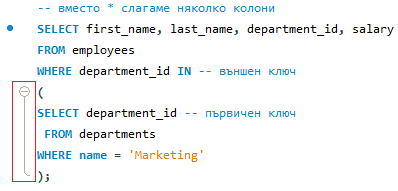 -- вместо * слагаме няколко колони
SELECT first_name, last_name, department_id, salary
FROM employees
WHERE department_id IN -- външен ключ
(
SELECT department_id -- първичен ключ
FROM departments
WHERE name = 'Marketing'
);